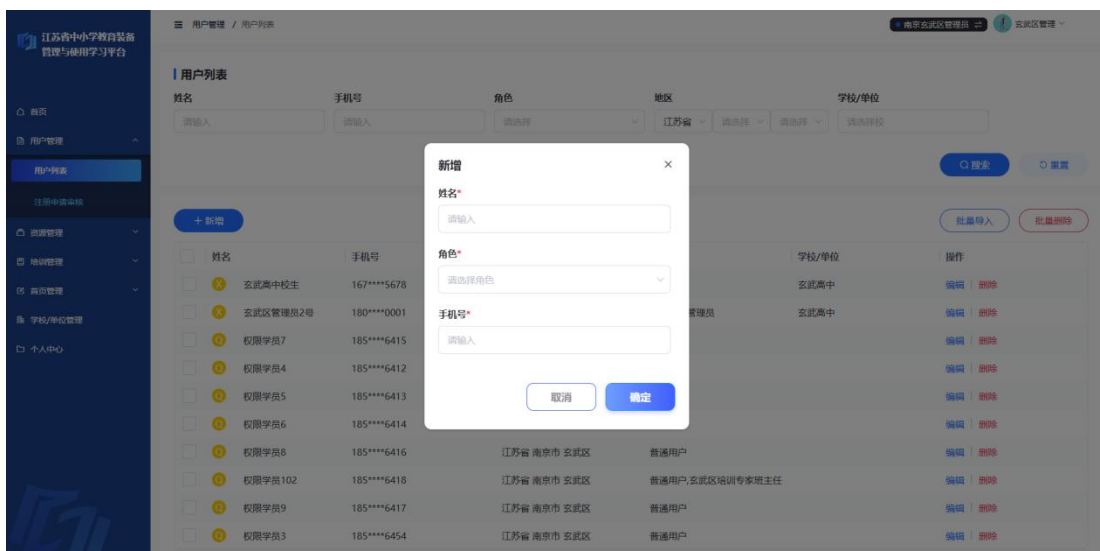 江苏省中小学教育装备
管理与使用学习平台
首页
用户管理
用户列表
注册申请审核
资源管理
培训管理
首页管理
学校/单位管理
个人中心
用户管理 / 用户列表
南京玄武区管理员
玄武区管理
用户列表
姓名 手机号 角色 地区 学校/单位
请输入 请输入 请选择 江苏省 请选择 请选择 请选择校
搜索 重置
+ 新增 批量导入 批量删除
姓名 手机号 学校/单位 操作
X 玄武高中校生 167****5678 玄武高中 编辑 删除
X 玄武区管理员2号 180****0001 管理员 玄武高中 编辑 删除
Q 权限学员7 185****6415 编辑 删除
Q 权限学员4 185****6412 编辑 删除
Q 权限学员5 185****6413 编辑 删除
Q 权限学员6 185****6414 编辑 删除
Q 权限学员8 185****6416 江苏省 南京市 玄武区 普通用户 编辑 删除
Q 权限学员102 185****6418 江苏省 南京市 玄武区 普通用户,玄武区培训专家班主任 编辑 删除
Q 权限学员9 185****6417 江苏省 南京市 玄武区 普通用户 编辑 删除
Q 权限学员3 185****6454 江苏省 南京市 玄武区 普通用户 编辑 删除
新增 ×
姓名*
请输入
角色*
请选择角色
手机号*
请输入
取消 确定